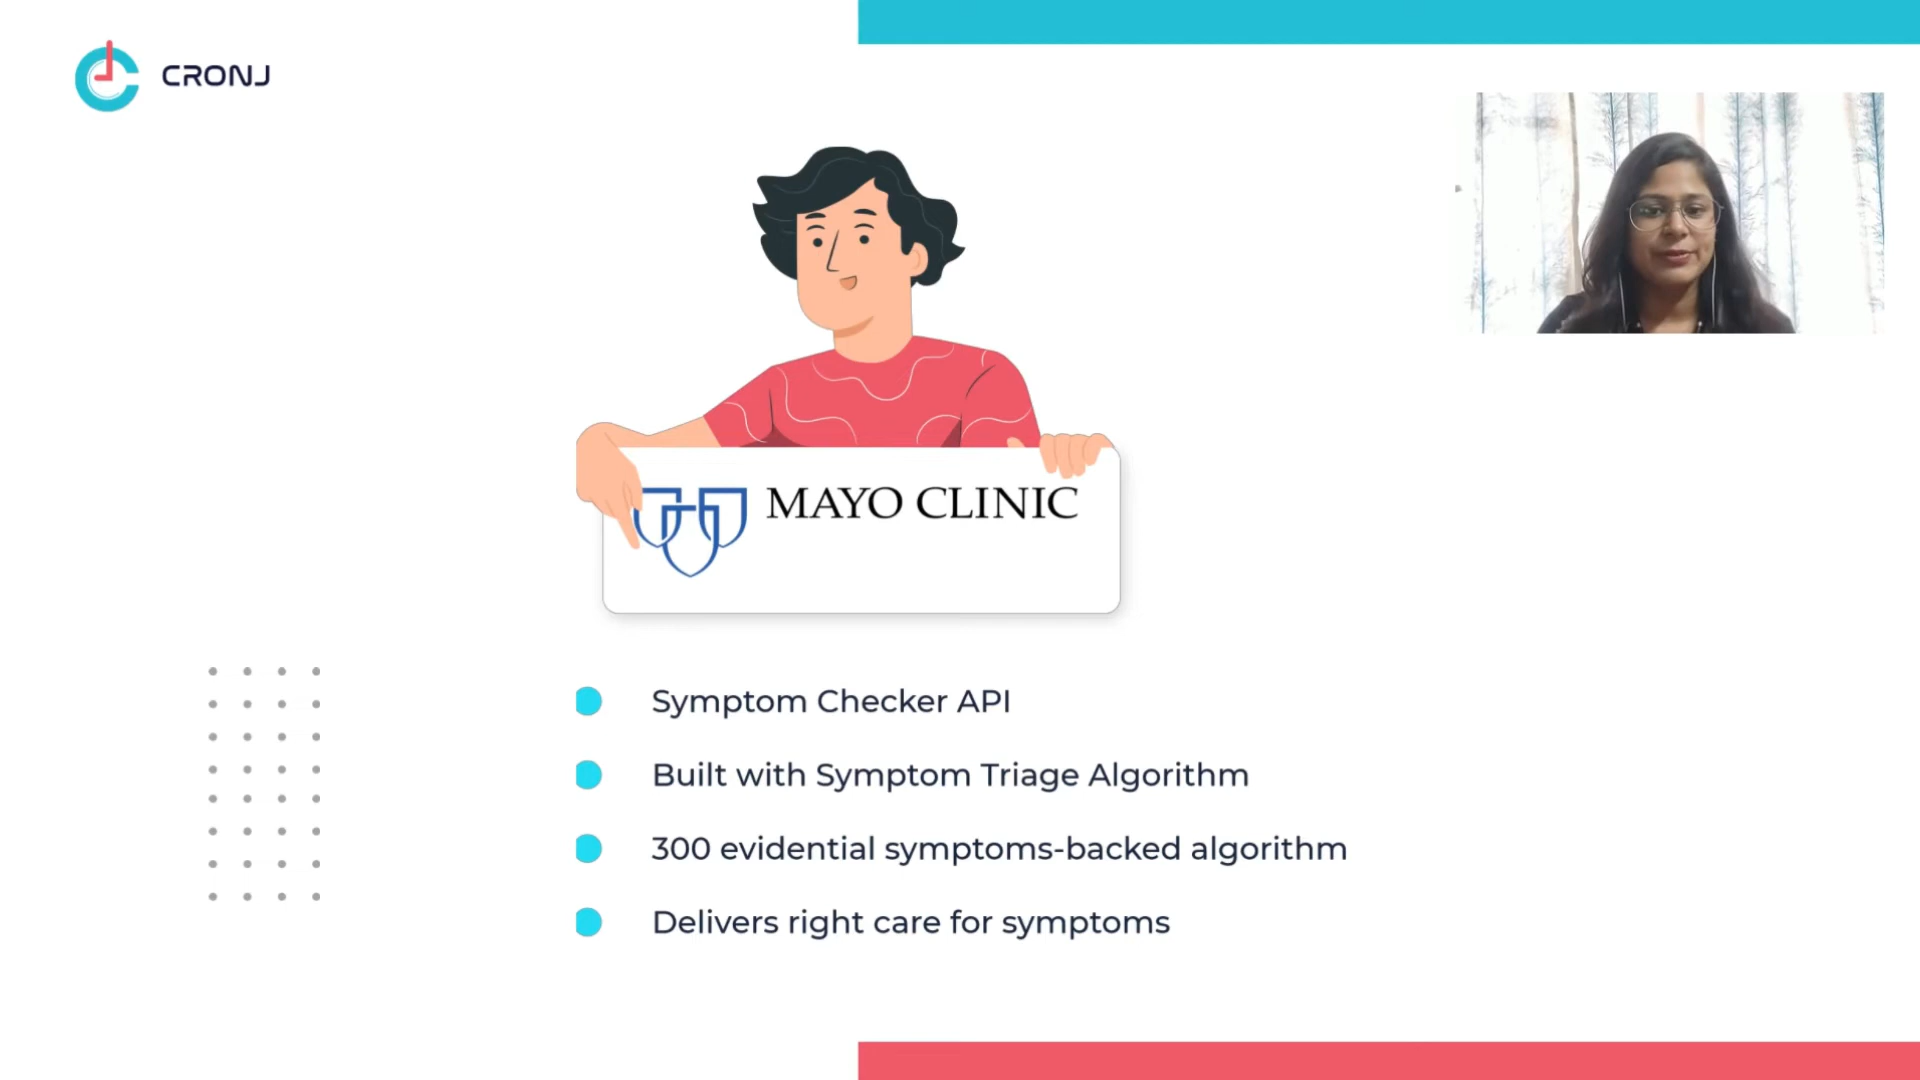 CRONJ
MAYO CLINIC
Symptom Checker API
Built with Symptom Triage Algorithm
300 evidential symptoms-backed algorithm
Delivers right care for symptoms